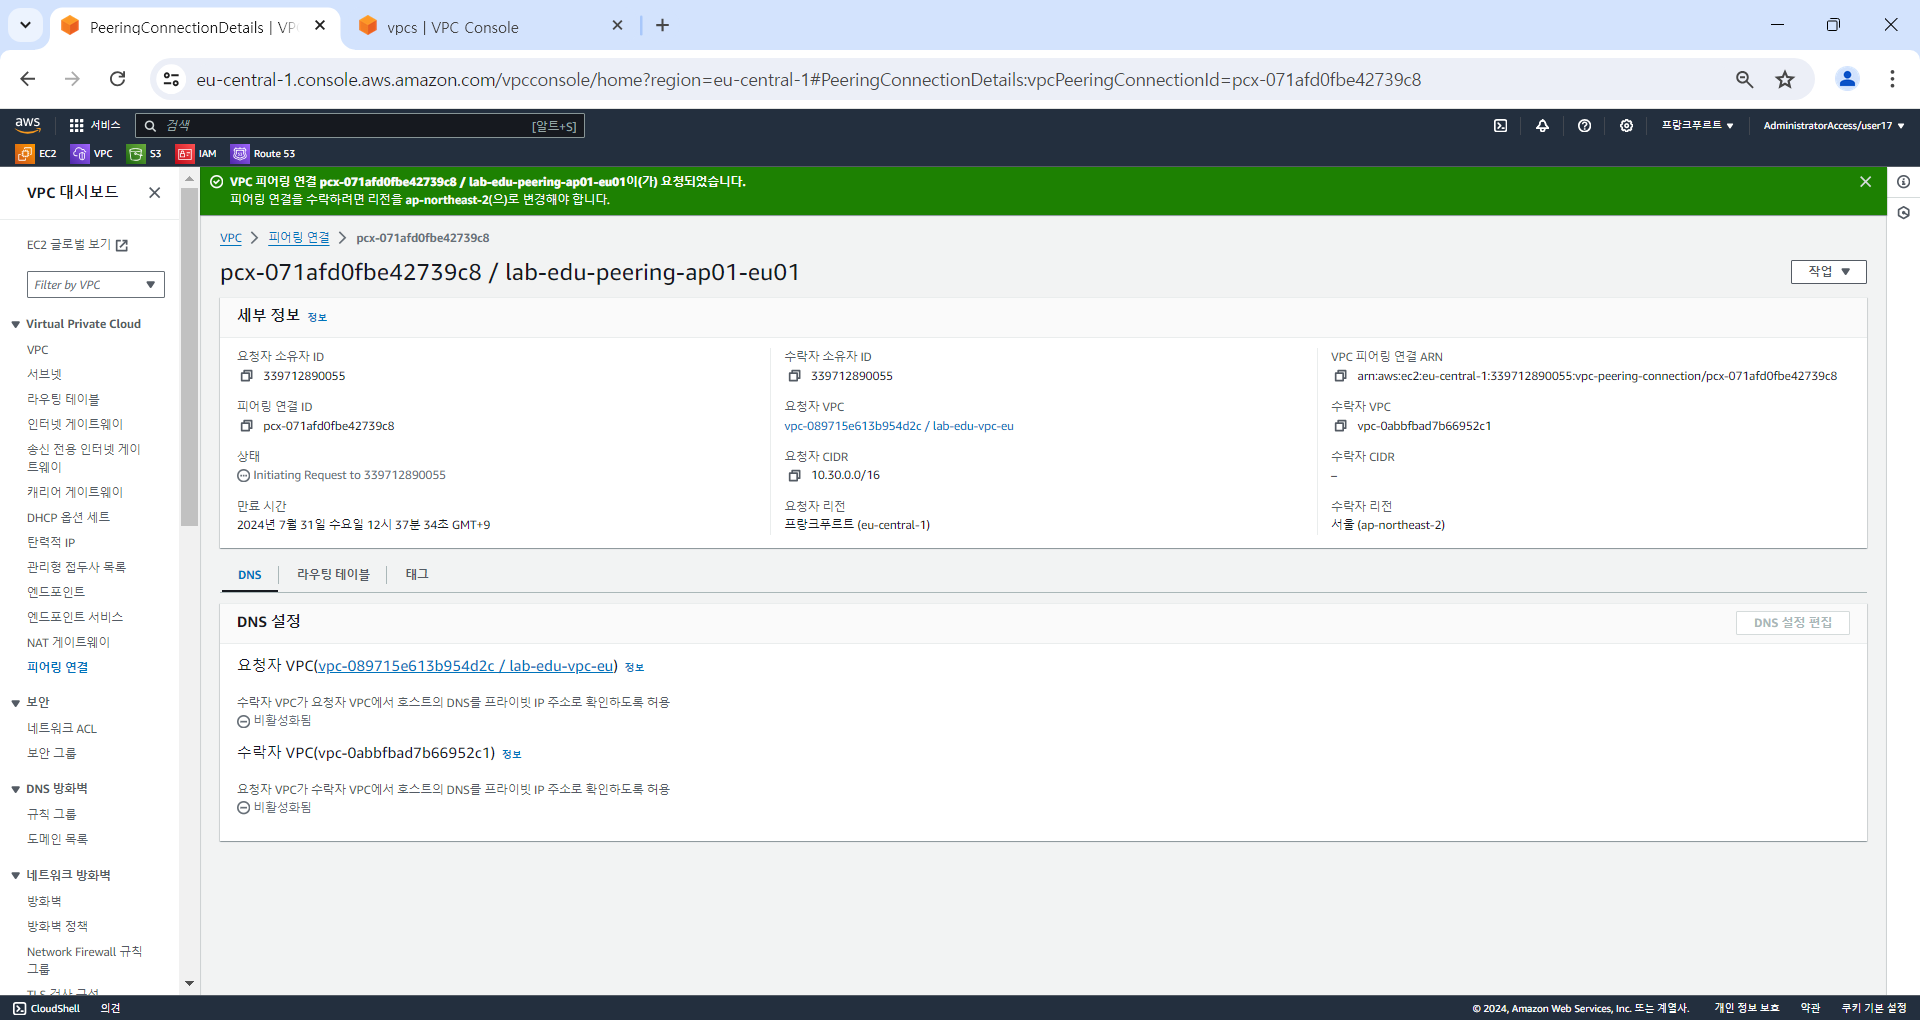 PeeringConnectionDetails | VP
vpcs | VPC Console
eu-central-1.console.aws.amazon.com/vpcconsole/home?region=eu-central-1#PeeringConnectionDetails:vpcPeeringConnectionId=pcx-071afd0fbe42739c8
aws
서비스
검색
[알트+S]
프랑크푸르트
AdministratorAccess/user17
EC2
VPC
S3
IAM
Route 53
VPC 대시보드
EC2 글로벌 보기
Filter by VPC
Virtual Private Cloud
VPC
서브넷
라우팅 테이블
인터넷 게이트웨이
송신 전용 인터넷 게이
트웨이
캐리어 게이트웨이
DHCP 옵션 세트
탄력적 IP
관리형 접두사 목록
엔드포인트
엔드포인트 서비스
NAT 게이트웨이
피어링 연결
보안
네트워크 ACL
보안 그룹
DNS 방화벽
규칙 그룹
도메인 목록
네트워크 방화벽
방화벽
방화벽 정책
Network Firewall 규칙
그룹
TLS 검사 구성
VPC 피어링 연결 pcx-071afd0fbe42739c8 / lab-edu-peering-ap01-eu01이(가) 요청되었습니다.
피어링 연결을 수락하려면 리전을 ap-northeast-2(으)로 변경해야 합니다.
VPC
피어링 연결
pcx-071afd0fbe42739c8
pcx-071afd0fbe42739c8 / lab-edu-peering-ap01-eu01
작업
세부 정보 정보
요청자 소유자 ID
339712890055
수락자 소유자 ID
339712890055
VPC 피어링 연결 ARN
arn:aws:ec2:eu-central-1:339712890055:vpc-peering-connection/pcx-071afd0fbe42739c8
피어링 연결 ID
pcx-071afd0fbe42739c8
요청자 VPC
vpc-089715e613b954d2c / lab-edu-vpc-eu
수락자 VPC
vpc-0abbfbad7b66952c1
상태
Initiating Request to 339712890055
요청자 CIDR
10.30.0.0/16
수락자 CIDR
–
만료 시간
2024년 7월 31일 수요일 12시 37분 34초 GMT+9
요청자 리전
프랑크푸르트 (eu-central-1)
수락자 리전
서울 (ap-northeast-2)
DNS
라우팅 테이블
태그
DNS 설정
DNS 설정 편집
요청자 VPC(vpc-089715e613b954d2c / lab-edu-vpc-eu) 정보
수락자 VPC가 요청자 VPC에서 호스트의 DNS를 프라이빗 IP 주소로 확인하도록 허용
비활성화됨
수락자 VPC(vpc-0abbfbad7b66952c1) 정보
요청자 VPC가 수락자 VPC에서 호스트의 DNS를 프라이빗 IP 주소로 확인하도록 허용
비활성화됨
CloudShell
의견
© 2024, Amazon Web Services, Inc. 또는 계열사.
개인 정보 보호
약관
쿠키 기본 설정